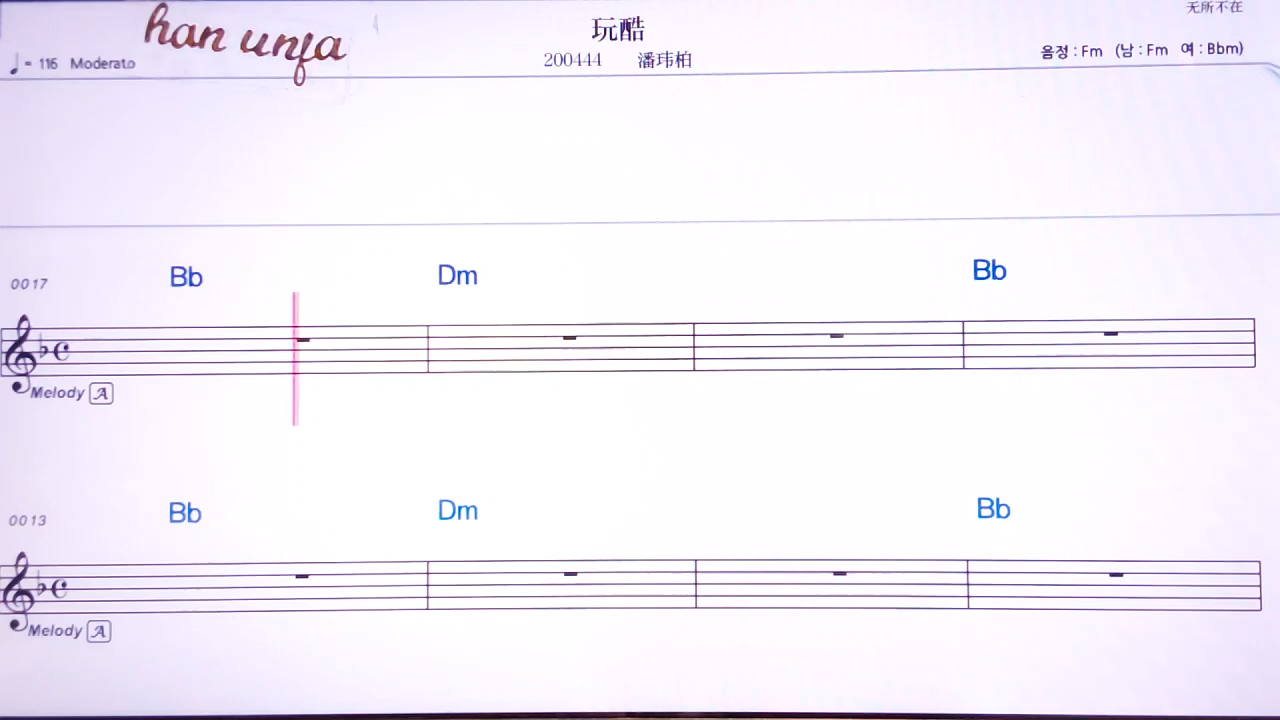 han unfa
玩酷
无所不在
♩= 116 Moderato
200444 潘玮柏
음정 : Fm (남 : Fm 여 : Bbm)
0017
Bb Dm Bb
Melody A
0013
Bb Dm Bb
Melody A